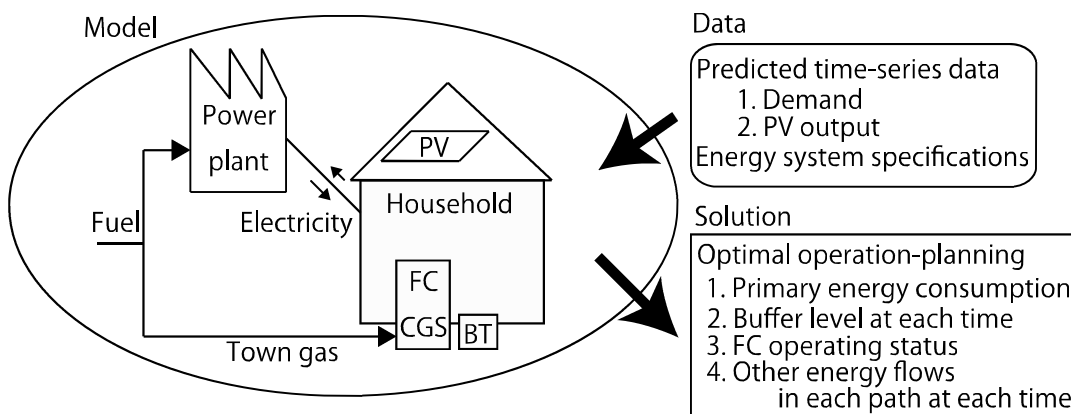 Model
Power
plant
PV
Fuel
Electricity
Household
FC
CGS
BT
Town gas
Data
Predicted time-series data
1. Demand
2. PV output
Energy system specifications
Solution
Optimal operation-planning
1. Primary energy consumption
2. Buffer level at each time
3. FC operating status
4. Other energy flows
in each path at each time